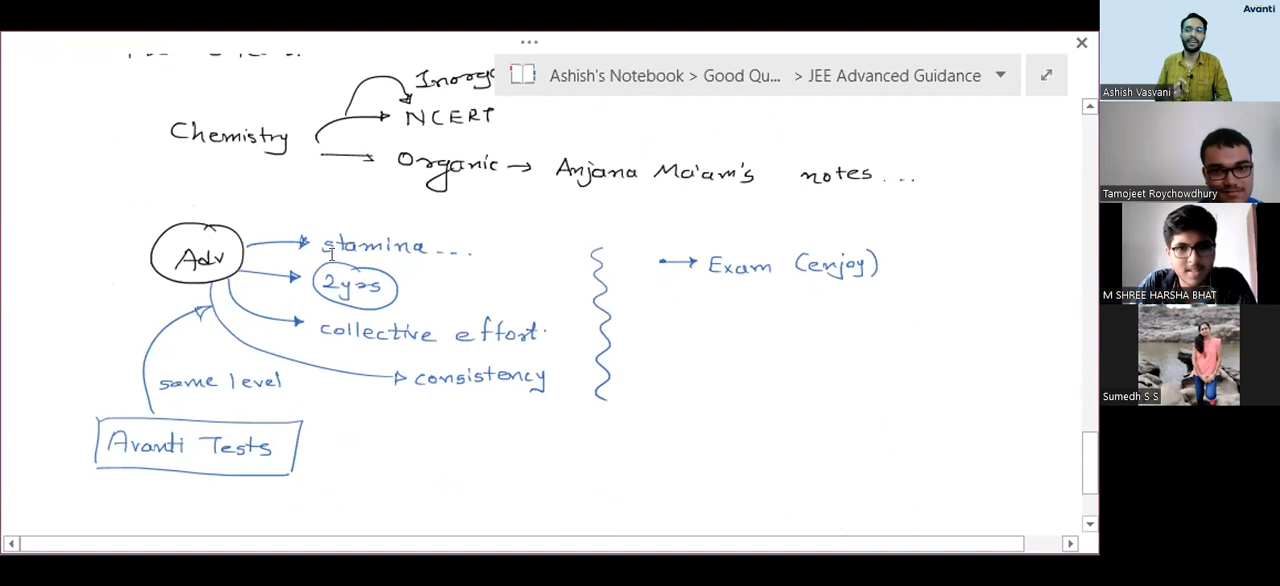 Avanti
Ashish's Notebook > Good Qu... > JEE Advanced Guidance
Ashish Vasvani
Tamojeet Roychowdhury
M SHREE HARSHA BHAT
Sumedh S S
Inorg
NCERT
Chemistry
Organic → Anjana Ma'am's notes...
Adv
stamina...
2yrs
collective effort.
consistency
same level
Avanti Tests
→ Exam (enjoy)